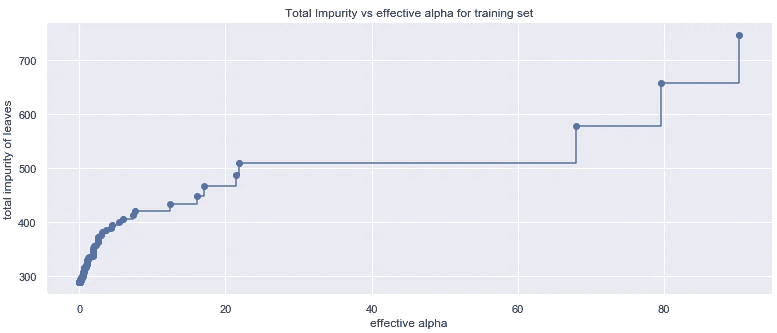 Total Impurity vs effective alpha for training set
total impurity of leaves
700
600
500
400
300
0 20 40 60 80
effective alpha